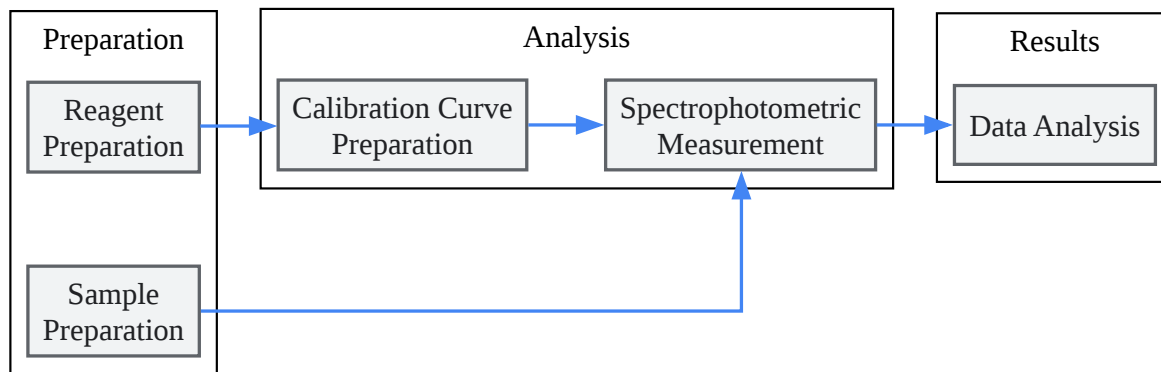 Preparation
Reagent
Preparation
Sample
Preparation
Analysis
Calibration Curve
Preparation
Spectrophotometric
Measurement
Results
Data Analysis